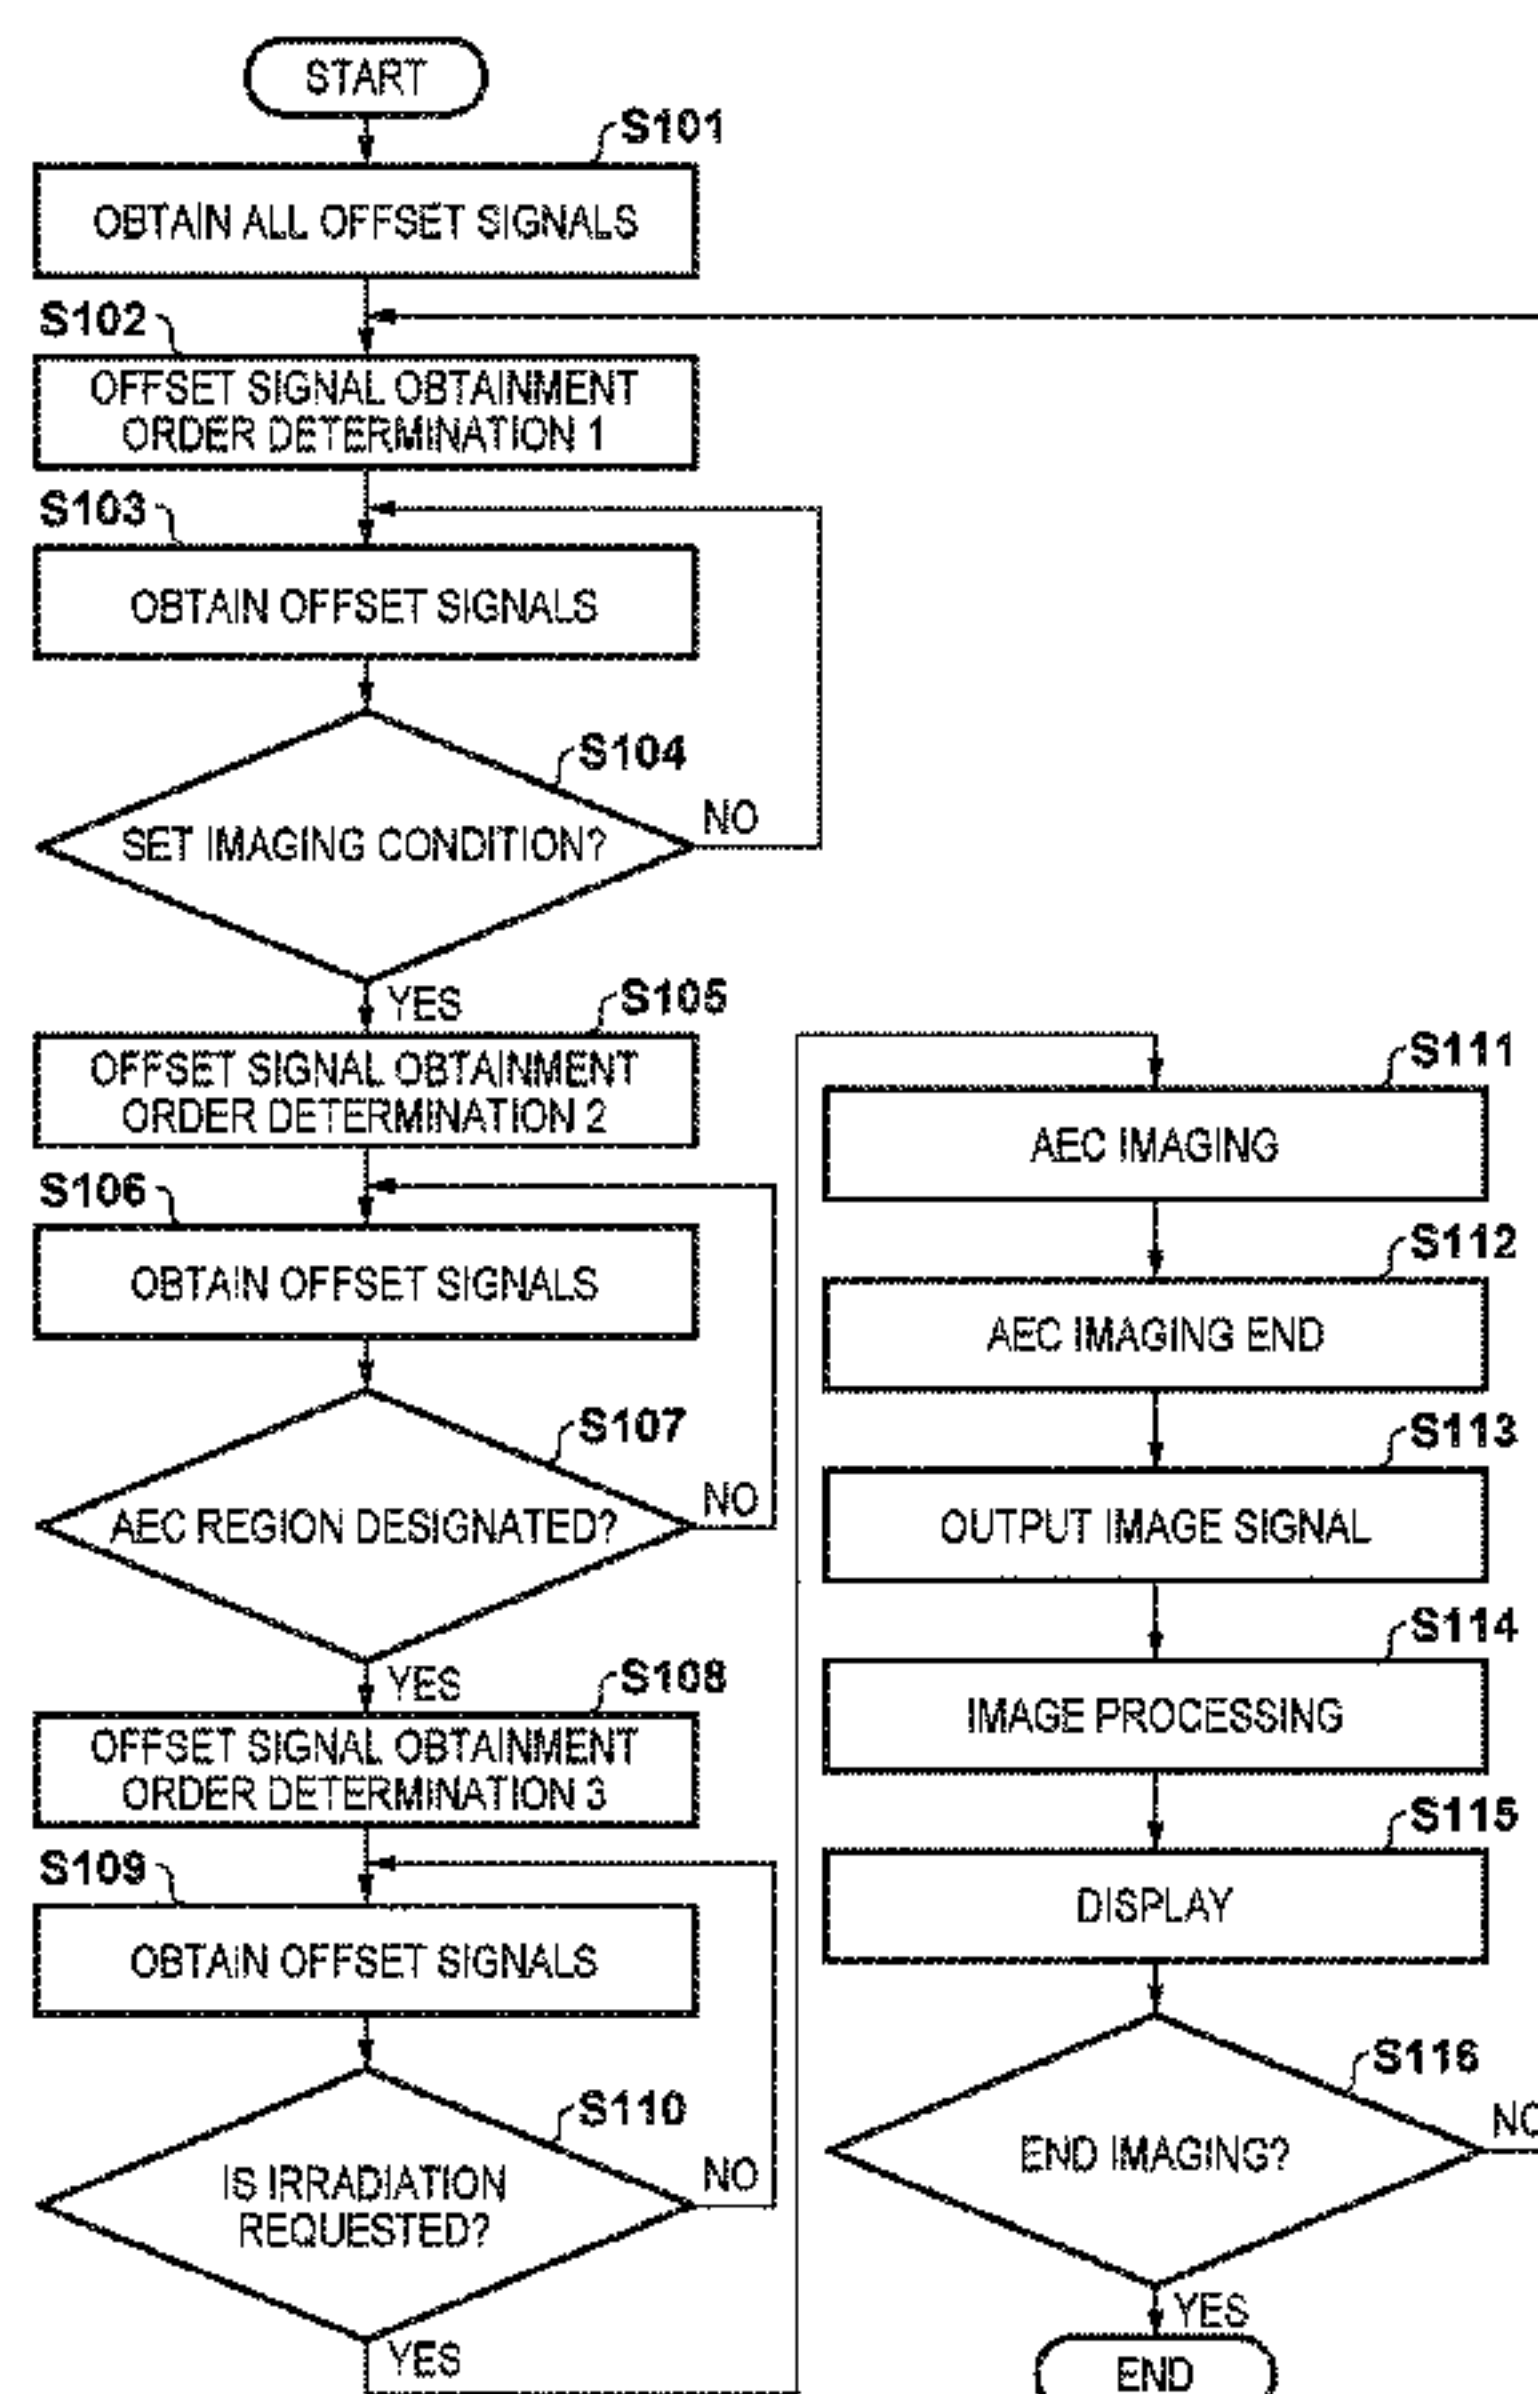 START
S101
OBTAIN ALL OFFSET SIGNALS
S102
OFFSET SIGNAL OBTAINMENT
ORDER DETERMINATION 1
S103
OBTAIN OFFSET SIGNALS
S104
SET IMAGING CONDITION?
NO
YES
S105
OFFSET SIGNAL OBTAINMENT
ORDER DETERMINATION 2
S106
OBTAIN OFFSET SIGNALS
S107
AEC REGION DESIGNATED?
NO
YES
S108
OFFSET SIGNAL OBTAINMENT
ORDER DETERMINATION 3
S109
OBTAIN OFFSET SIGNALS
S110
IS IRRADIATION
REQUESTED?
NO
YES
S111
AEC IMAGING
S112
AEC IMAGING END
S113
OUTPUT IMAGE SIGNAL
S114
IMAGE PROCESSING
S115
DISPLAY
S116
END IMAGING?
NO
YES
END